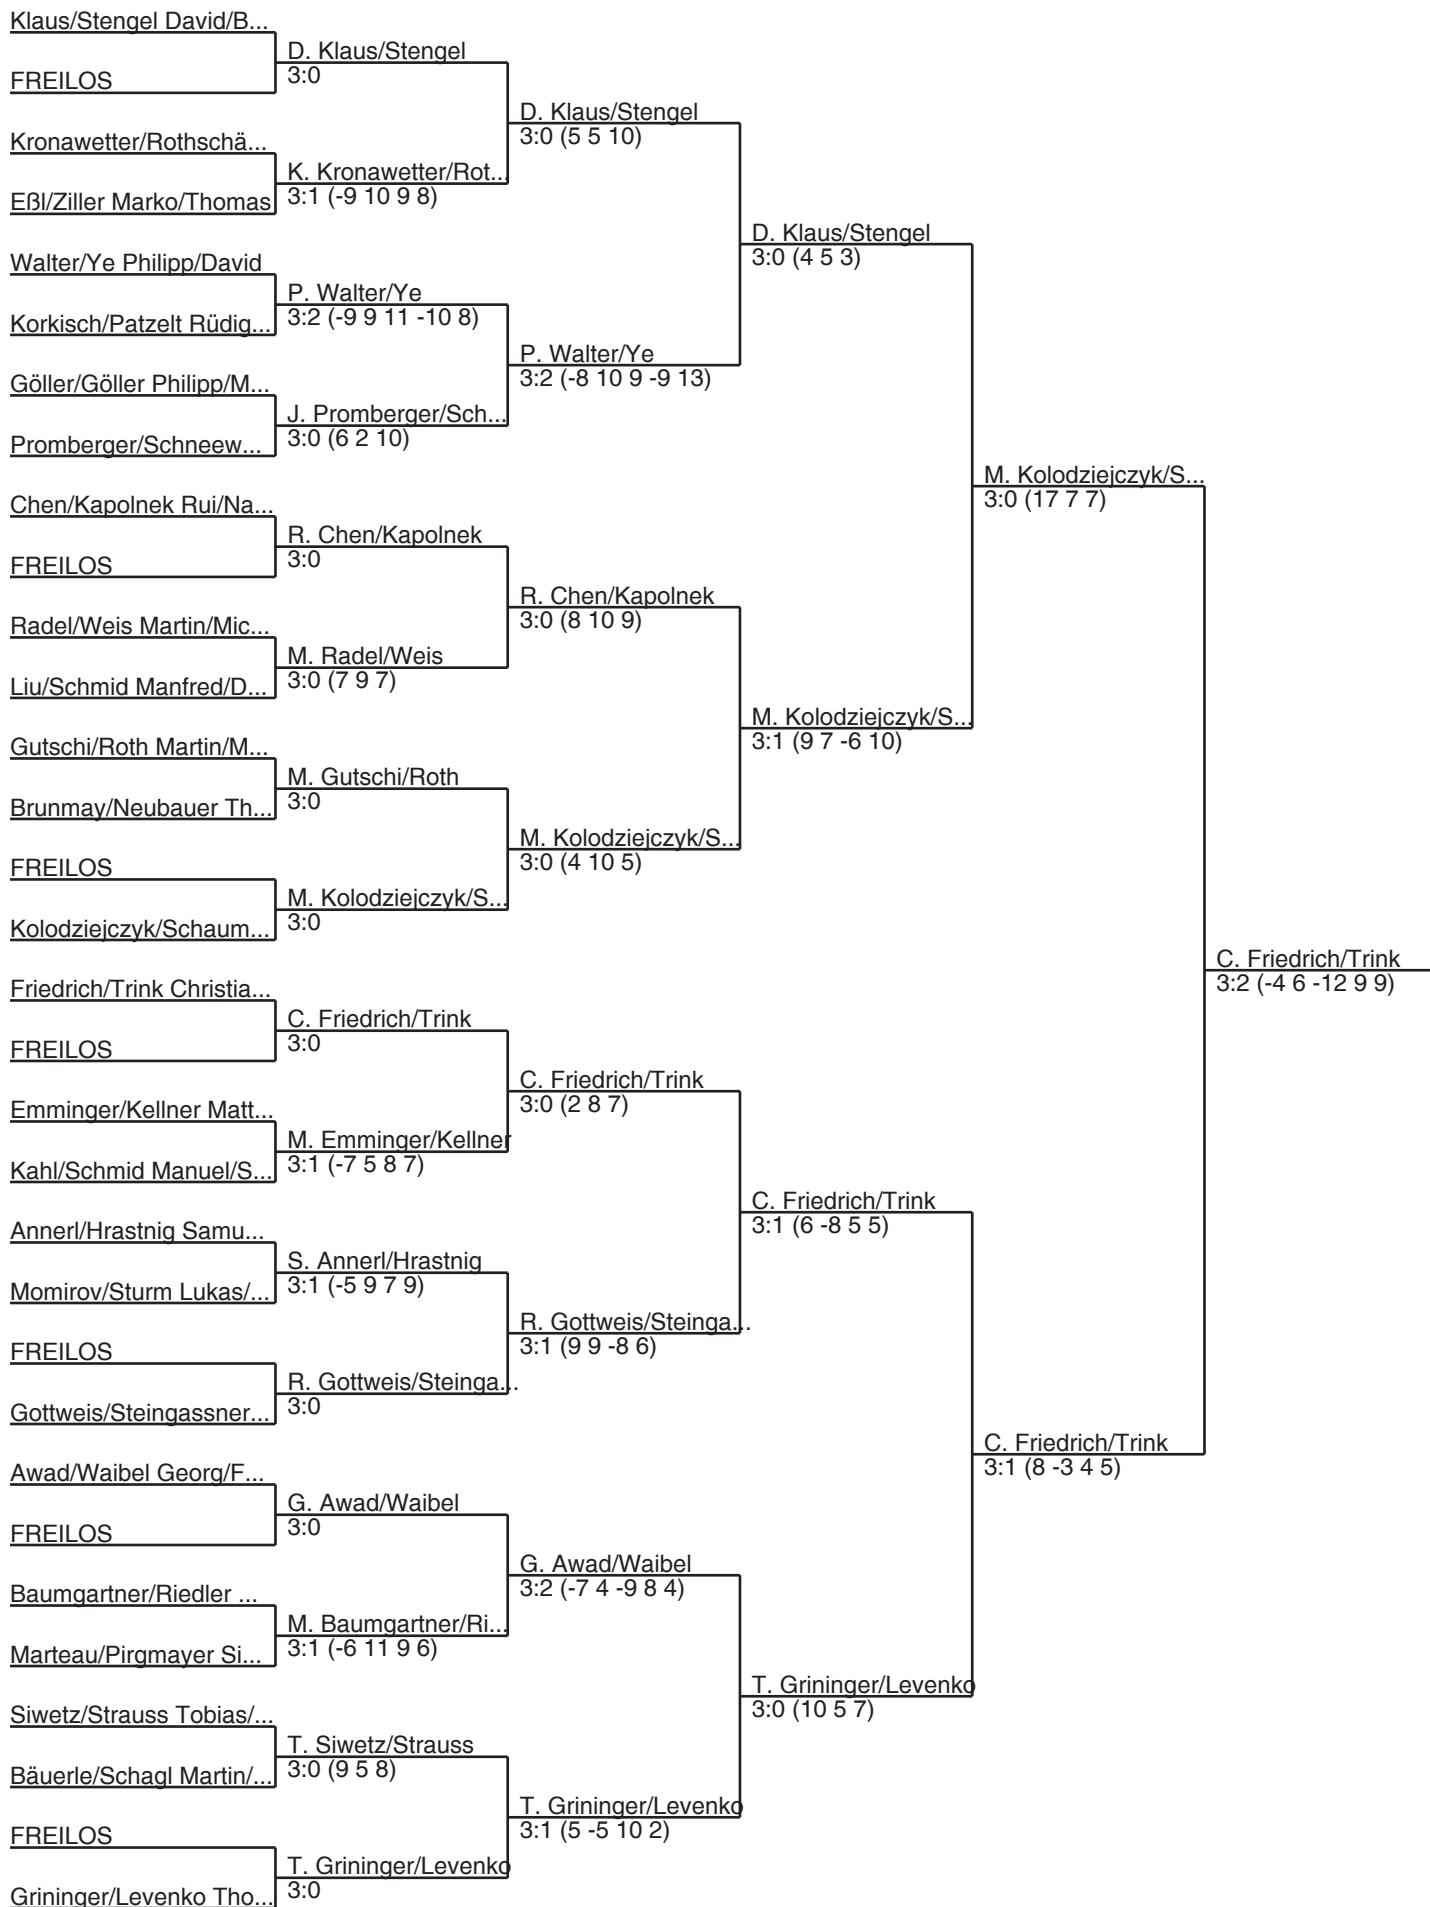 Klaus/Stengel David/B...
FREILOS
Kronawetter/Rothschä...
Eßl/Ziller Marko/Thomas
Walter/Ye Philipp/David
Korkisch/Patzelt Rüdig...
Göller/Göller Philipp/M...
Promberger/Schneew...
Chen/Kapolnek Rui/Na...
FREILOS
Radel/Weis Martin/Mic...
Liu/Schmid Manfred/D...
Gutschi/Roth Martin/M...
Brunmay/Neubauer Th...
FREILOS
Kolodziejczyk/Schaum...
Friedrich/Trink Christia...
FREILOS
Emminger/Kellner Matt...
Kahl/Schmid Manuel/S...
Annerl/Hrastnig Samu...
Momirov/Sturm Lukas/...
FREILOS
Gottweis/Steingassner...
Awad/Waibel Georg/F...
FREILOS
Baumgartner/Riedler ...
Marteau/Pirgmayer Si...
Siwetz/Strauss Tobias/...
Bäuerle/Schagl Martin/...
FREILOS
Grininger/Levenko Tho...
D. Klaus/Stengel
3:0
K. Kronawetter/Rot...
3:1 (-9 10 9 8)
P. Walter/Ye
3:2 (-9 9 11 -10 8)
J. Promberger/Sch...
3:0 (6 2 10)
R. Chen/Kapolnek
3:0
M. Radel/Weis
3:0 (7 9 7)
M. Gutschi/Roth
3:0
M. Kolodziejczyk/S...
3:0
C. Friedrich/Trink
3:0
M. Emminger/Kellner
3:1 (-7 5 8 7)
S. Annerl/Hrastnig
3:1 (-5 9 7 9)
R. Gottweis/Steinga...
3:0
G. Awad/Waibel
3:0
M. Baumgartner/Ri...
3:1 (-6 11 9 6)
T. Siwetz/Strauss
3:0 (9 5 8)
T. Grininger/Levenko
3:0
D. Klaus/Stengel
3:0 (5 5 10)
P. Walter/Ye
3:2 (-8 10 9 -9 13)
R. Chen/Kapolnek
3:0 (8 10 9)
M. Kolodziejczyk/S...
3:0 (4 10 5)
C. Friedrich/Trink
3:0 (2 8 7)
R. Gottweis/Steinga...
3:1 (9 9 -8 6)
G. Awad/Waibel
3:2 (-7 4 -9 8 4)
T. Grininger/Levenko
3:1 (5 -5 10 2)
D. Klaus/Stengel
3:0 (4 5 3)
M. Kolodziejczyk/S...
3:1 (9 7 -6 10)
C. Friedrich/Trink
3:1 (6 -8 5 5)
T. Grininger/Levenko
3:0 (10 5 7)
M. Kolodziejczyk/S...
3:0 (17 7 7)
C. Friedrich/Trink
3:1 (8 -3 4 5)
C. Friedrich/Trink
3:2 (-4 6 -12 9 9)